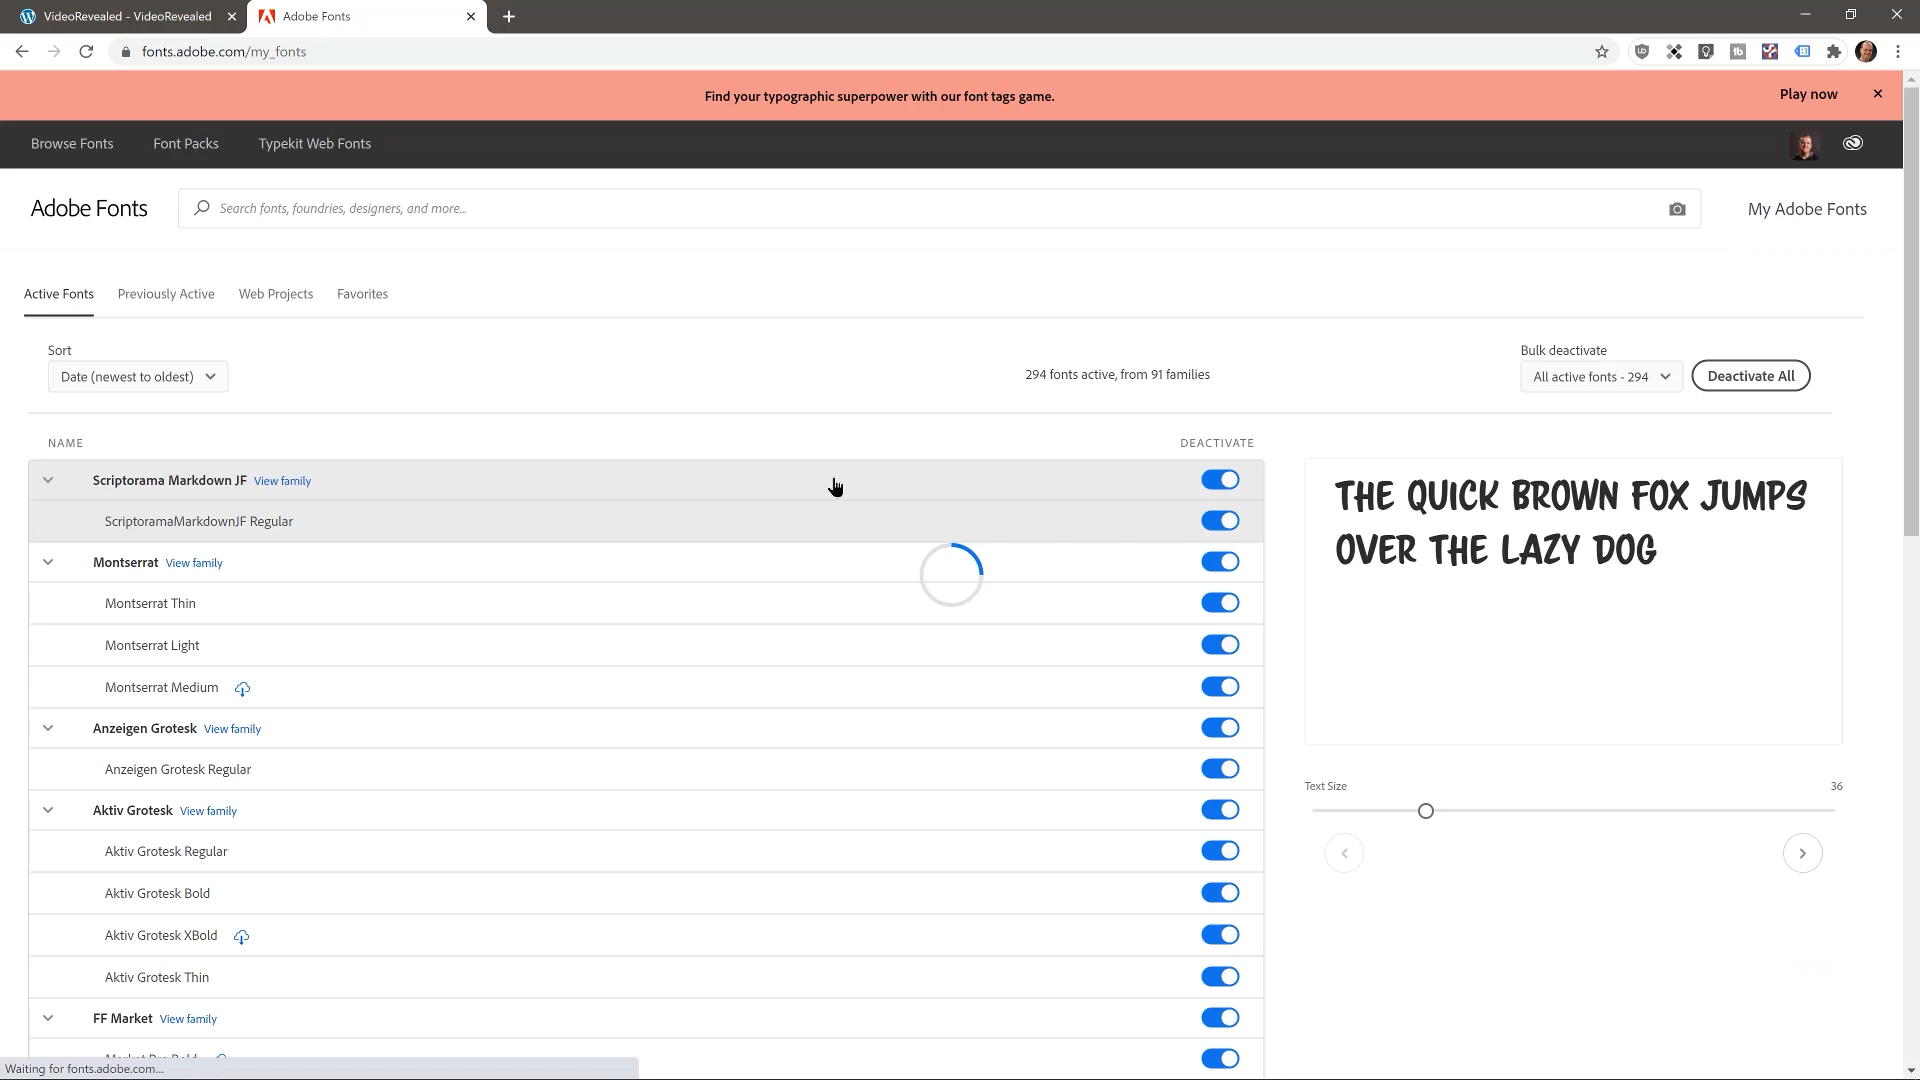 VideoRevealed - VideoRevealed
Adobe Fonts
fonts.adobe.com/my_fonts
Find your typographic superpower with our font tags game.
Play now
Browse Fonts
Font Packs
Typekit Web Fonts
Adobe Fonts
Search fonts, foundries, designers, and more...
My Adobe Fonts
Active Fonts
Previously Active
Web Projects
Favorites
Sort
Date (newest to oldest)
294 fonts active, from 91 families
Bulk deactivate
All active fonts - 294
Deactivate All
NAME
DEACTIVATE
Scriptorama Markdown JF View family
ScriptoramaMarkdownJF Regular
Montserrat View family
Montserrat Thin
Montserrat Light
Montserrat Medium
Anzeigen Grotesk View family
Anzeigen Grotesk Regular
Aktiv Grotesk View family
Aktiv Grotesk Regular
Aktiv Grotesk Bold
Aktiv Grotesk XBold
Aktiv Grotesk Thin
FF Market View family
THE QUICK BROWN FOX JUMPS
OVER THE LAZY DOG
Text Size
36
Waiting for fonts.adobe.com...